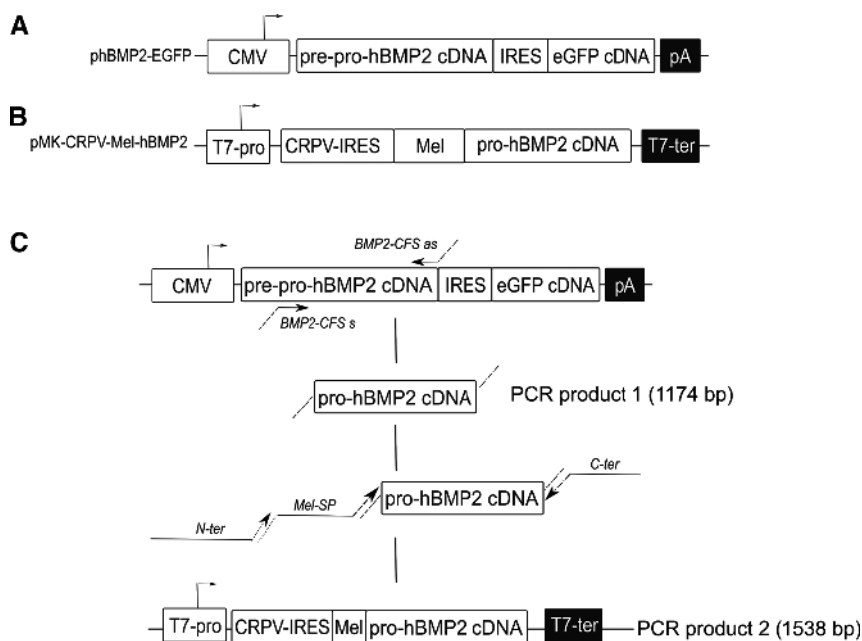 A
phBMP2-EGFP
CMV
pre-pro-hBMP2 cDNA
IRES
eGFP cDNA
pA
B
pMK-CRPV-Mel-hBMP2
T7-pro
CRPV-IRES
Mel
pro-hBMP2 cDNA
T7-ter
C
BMP2-CFS as
CMV
pre-pro-hBMP2 cDNA
IRES
eGFP cDNA
pA
BMP2-CFS s
pro-hBMP2 cDNA
PCR product 1 (1174 bp)
C-ter
pro-hBMP2 cDNA
Mel-SP
N-ter
T7-pro
CRPV-IRES
Mel
pro-hBMP2 cDNA
T7-ter
PCR product 2 (1538 bp)